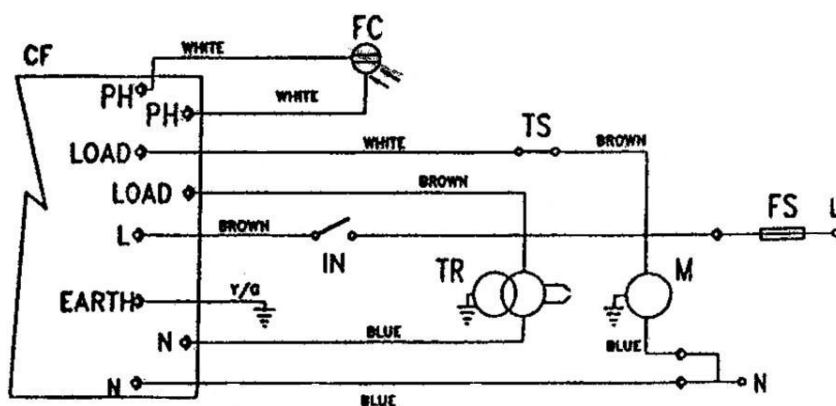 FC
CF
WHITE
PH
PH
WHITE
LOAD
WHITE
TS
BROWN
LOAD
BROWN
FS
L
L
BROWN
IN
TR
M
EARTH
Y/G
N
BLUE
BLUE
N
BLUE
N